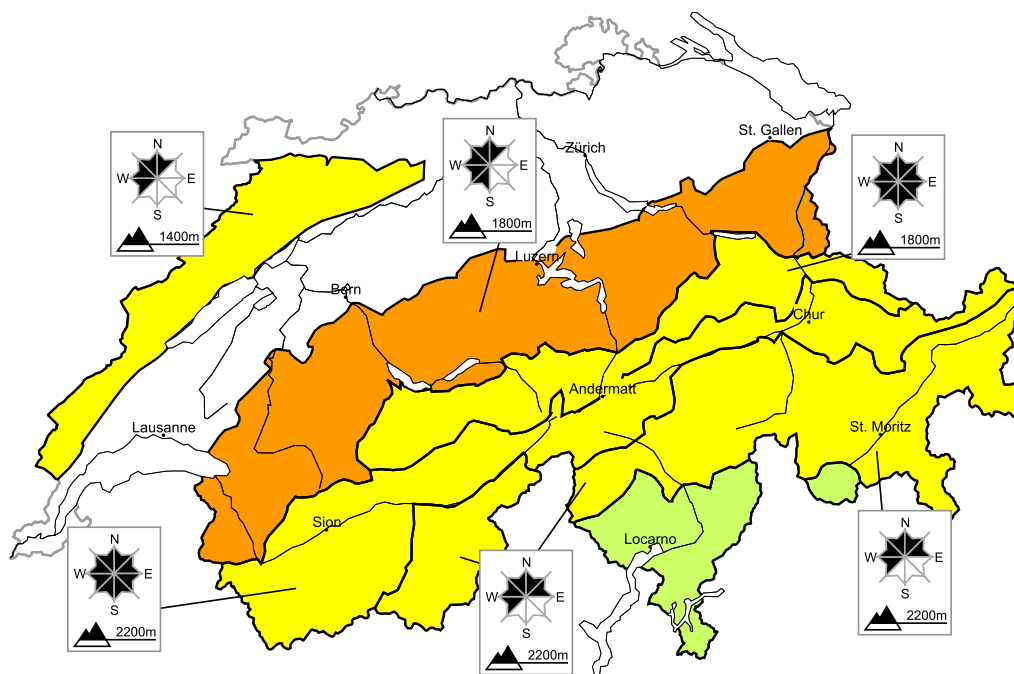 N
W E
S
1400m
N
W E
S
1800m
N
W E
S
1800m
St. Gallen
Zürich
Luzern
Bern
Chur
Andermatt
Lausanne
St. Moritz
Sion
Locarno
N
W E
S
2200m
N
W E
S
2200m
N
W E
S
2200m